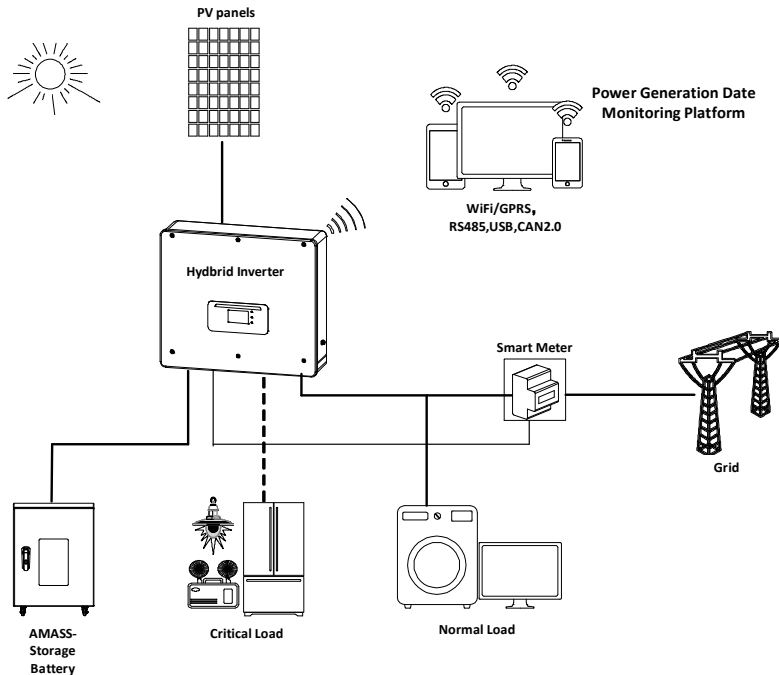 PV panels
Power Generation Date
Monitoring Platform
WiFi/GPRS,
RS485,USB,CAN2.0
Hydbrid Inverter
Smart Meter
Grid
AMASS-
Storage
Battery
Critical Load
Normal Load